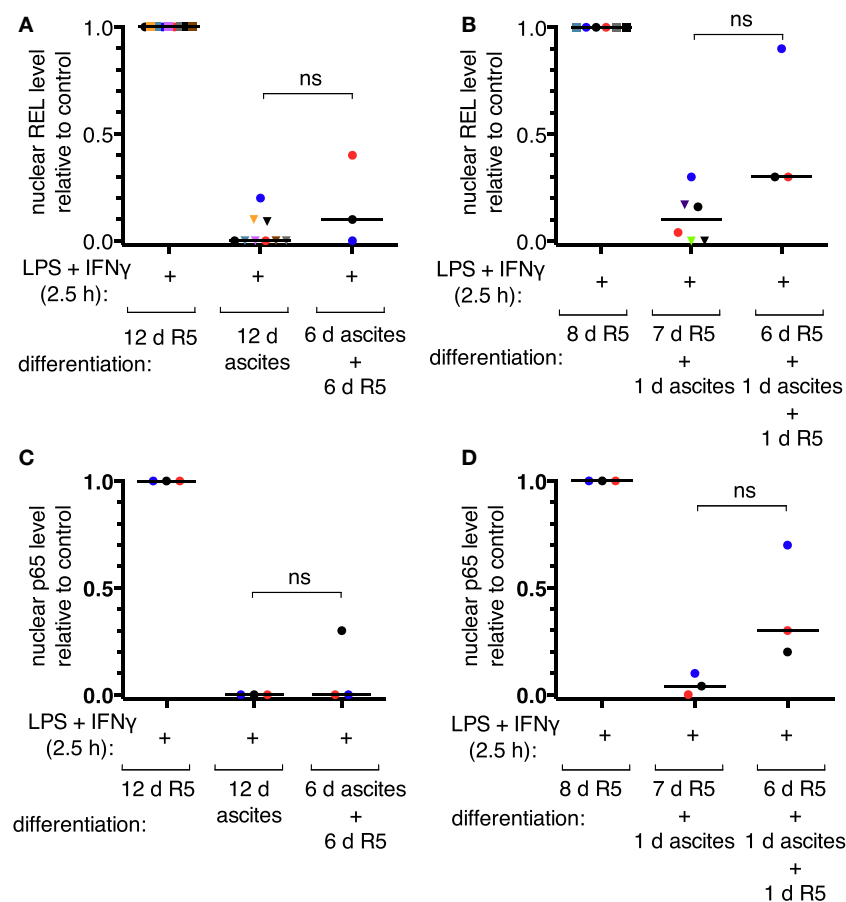 A
nuclear REL level
relative to control
1.0
0.5
0.0
ns
LPS + IFNγ
(2.5 h):
+ + +
12 d R5 12 d 6 d ascites
differentiation: ascites +
6 d R5
B
nuclear REL level
relative to control
1.0
0.5
0.0
ns
LPS + IFNγ
(2.5 h):
+ + +
8 d R5 7 d R5 6 d R5
differentiation: + +
1 d ascites 1 d ascites
+
1 d R5
C
nuclear p65 level
relative to control
1.0
0.5
0.0
ns
LPS + IFNγ
(2.5 h):
+ + +
12 d R5 12 d 6 d ascites
ascites +
differentiation: 6 d R5
D
nuclear p65 level
relative to control
1.0
0.5
0.0
ns
LPS + IFNγ
(2.5 h):
+ + +
8 d R5 7 d R5 6 d R5
differentiation: + +
1 d ascites 1 d ascites
+
1 d R5